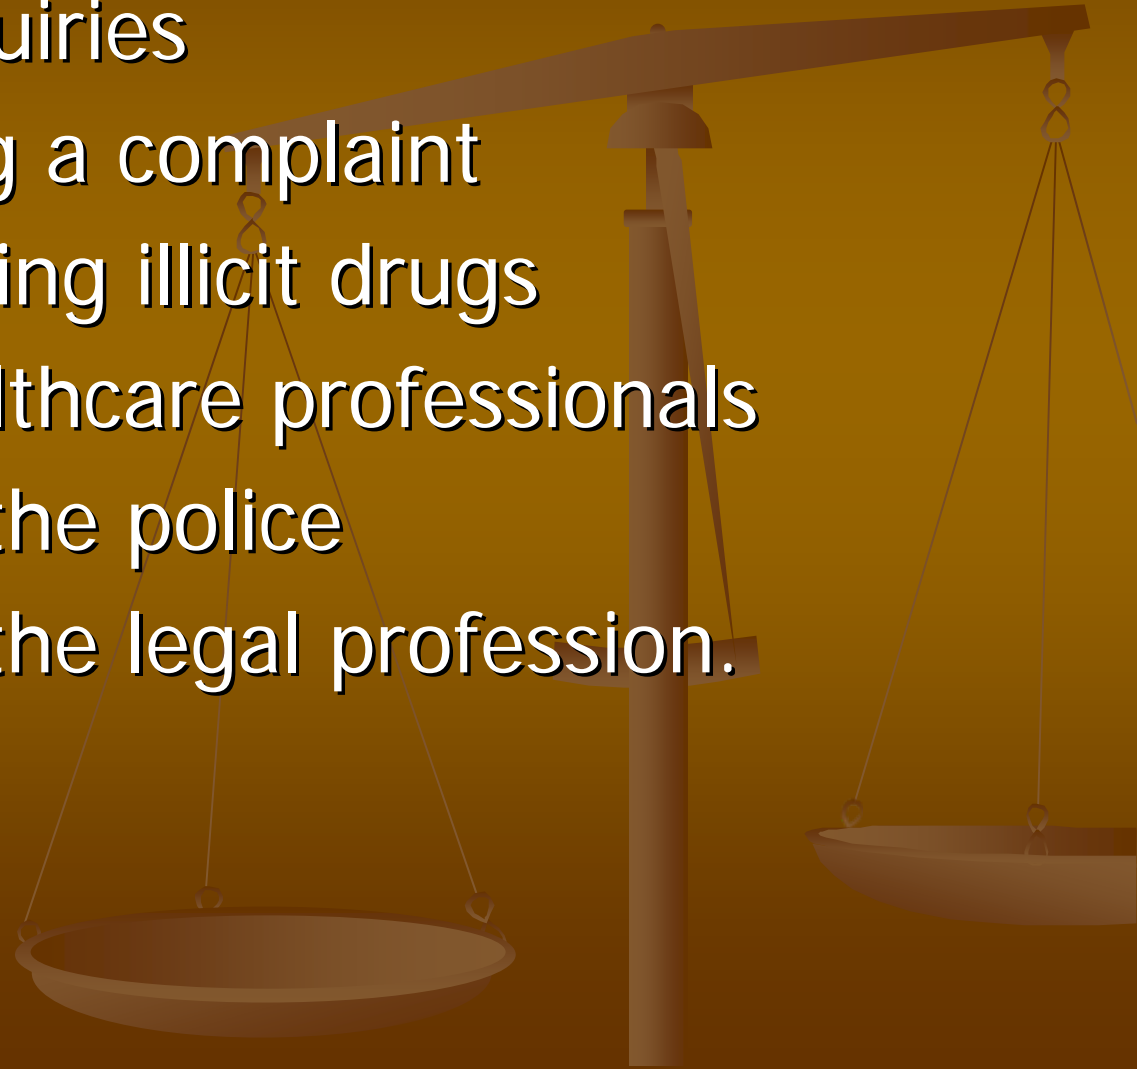 uiries
g a complaint
ing illicit drugs
lthcare professionals
the police
the legal profession.